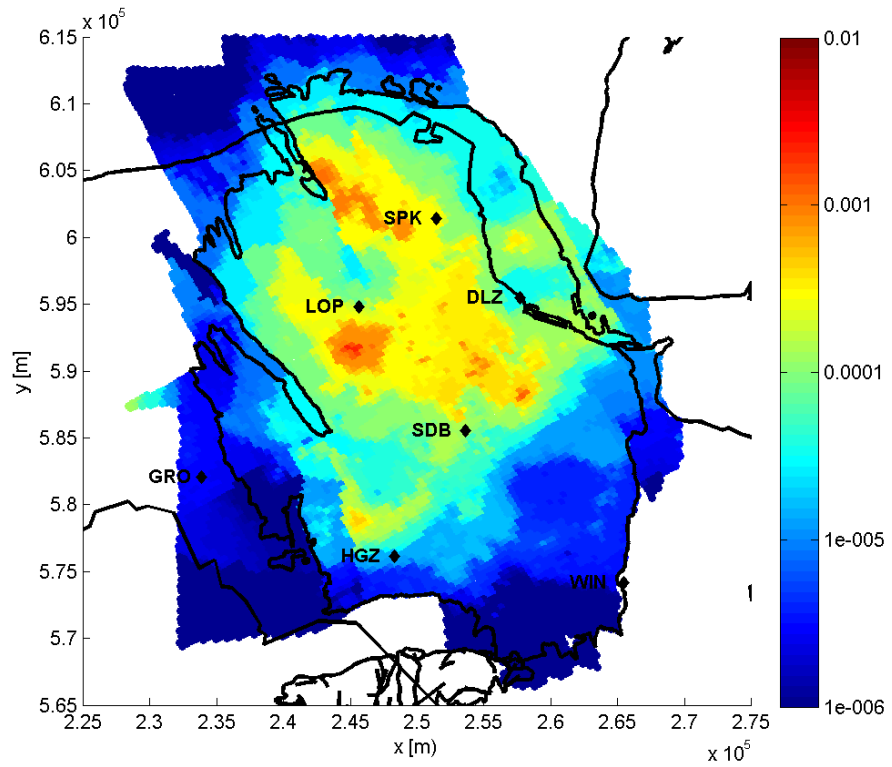 x 10^5
6.15
6.1
6.05
6
5.95
5.9
5.85
5.8
5.75
5.7
5.65
y [m]
SPK
LOP
DLZ
SDB
GRO
HGZ
WIN
0.01
0.001
0.0001
1e-005
1e-006
2.25 2.3 2.35 2.4 2.45 2.5 2.55 2.6 2.65 2.7 2.75
x [m)
x 10^5